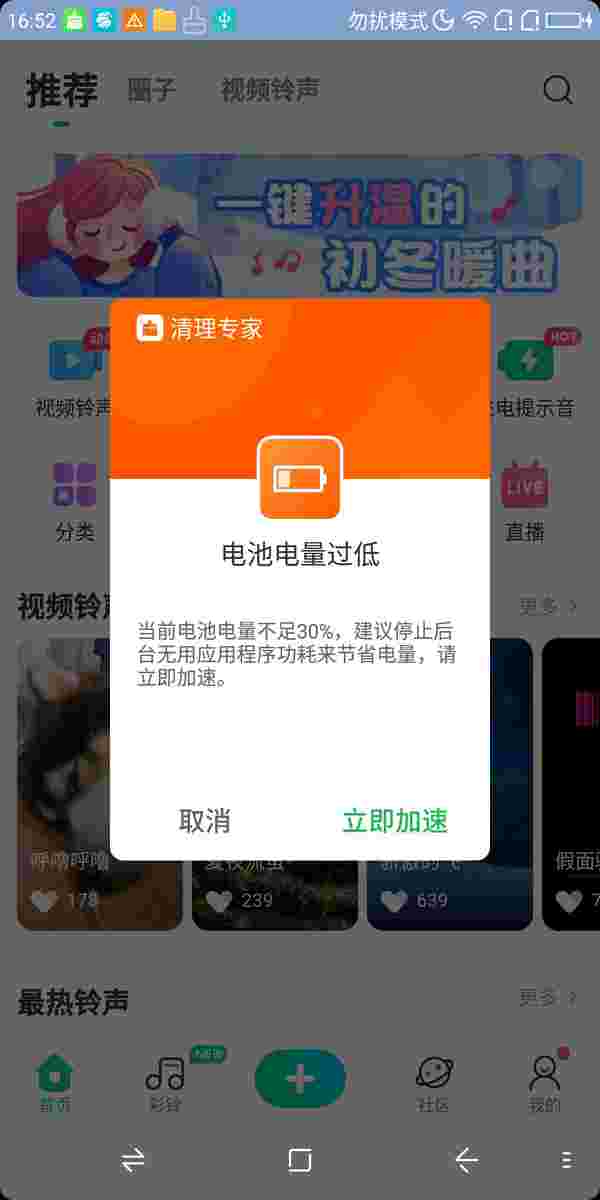 16:52 勿扰模式
推荐 圈子 视频铃声
一键升温的
初冬暖曲
清理专家
HOT
视频铃声
电提示音
电池电量过低
分类
LIVE
直播
视频铃声
更多
当前电池电量不足30%，建议停止后
台无用应用程序功耗来节省电量，请
立即加速。
取消 立即加速
呼噜呼噜
夏夜流萤
假面
178 239 639 7
最热铃声 更多
NEW
首页 彩铃 社区 我的